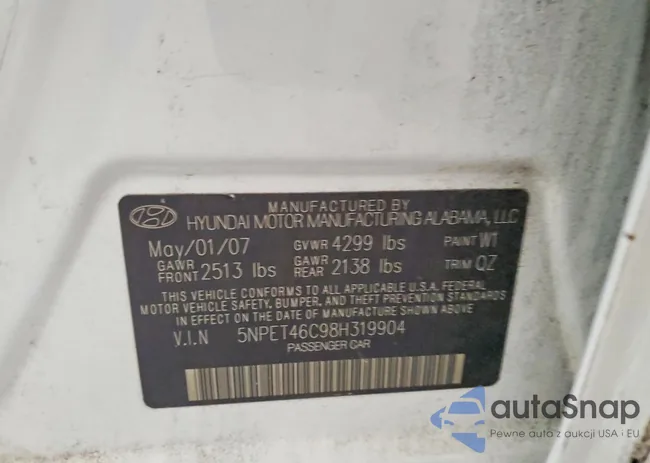 MANUFACTURED BY
HYUNDAI MOTOR MANUFACTURING ALABAMA, LLC
May/01/07 GVWR 4299 lbs PAINT W1
GAWR FRONT 2513 lbs GAWR REAR 2138 lbs TRIM QZ
THIS VEHICLE CONFORMS TO ALL APPLICABLE U.S.A. FEDERAL
MOTOR VEHICLE SAFETY, BUMPER, AND THEFT PREVENTION
STANDARDS IN EFFECT ON THE DATE OF MANUFACTURE SHOWN ABOVE
V.I.N 5NPET46C98H319904
PASSENGER CAR
autaSnap
Pewne auto z aukcji USA i EU